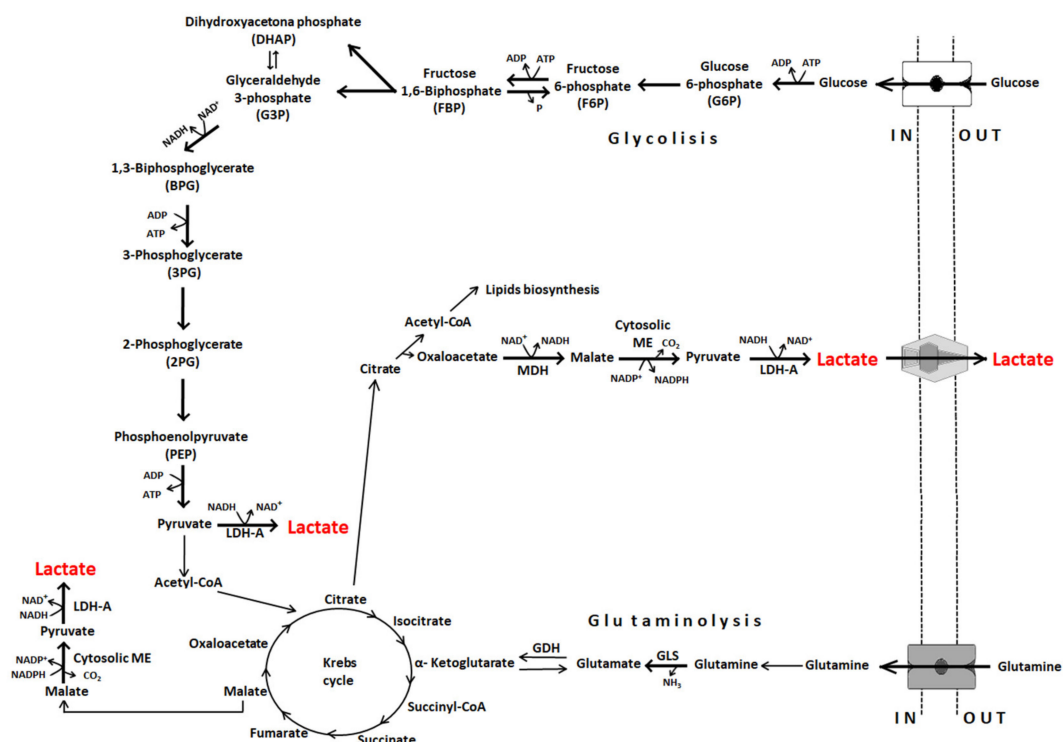 Dihydroxyacetona phosphate
(DHAP)
Glyceraldehyde
3-phosphate
(G3P)
Fructose
1,6-Biphosphate
(FBP)
ADP ATP
P
Fructose
6-phosphate
(F6P)
Glucose
6-phosphate
(G6P)
ADP ATP
Glucose
Glucose
Glycolisis
IN OUT
NADH NAD⁺
1,3-Biphosphoglycerate
(BPG)
ADP
ATP
3-Phosphoglycerate
(3PG)
2-Phosphoglycerate
(2PG)
Phosphoenolpyruvate
(PEP)
ADP
ATP
Pyruvate
NADH NAD⁺
LDH-A
Lactate
Acetyl-CoA
Lipids biosynthesis
Acetyl-CoA
Citrate
Oxaloacetate
NAD⁺ NADH
MDH
Malate
Cytosolic
ME CO₂
NADP⁺ NADPH
Pyruvate
NADH NAD⁺
LDH-A
Lactate
Lactate
Lactate
NAD⁺
NADH
LDH-A
Pyruvate
NADP⁺
NADPH
Cytosolic ME
CO₂
Malate
Krebs
cycle
Citrate
Isocitrate
α- Ketoglutarate
Succinyl-CoA
Succinate
Fumarate
Malate
Oxaloacetate
Glutaminolysis
GDH
Glutamate
GLS
NH₃
Glutamine
Glutamine
Glutamine
IN OUT